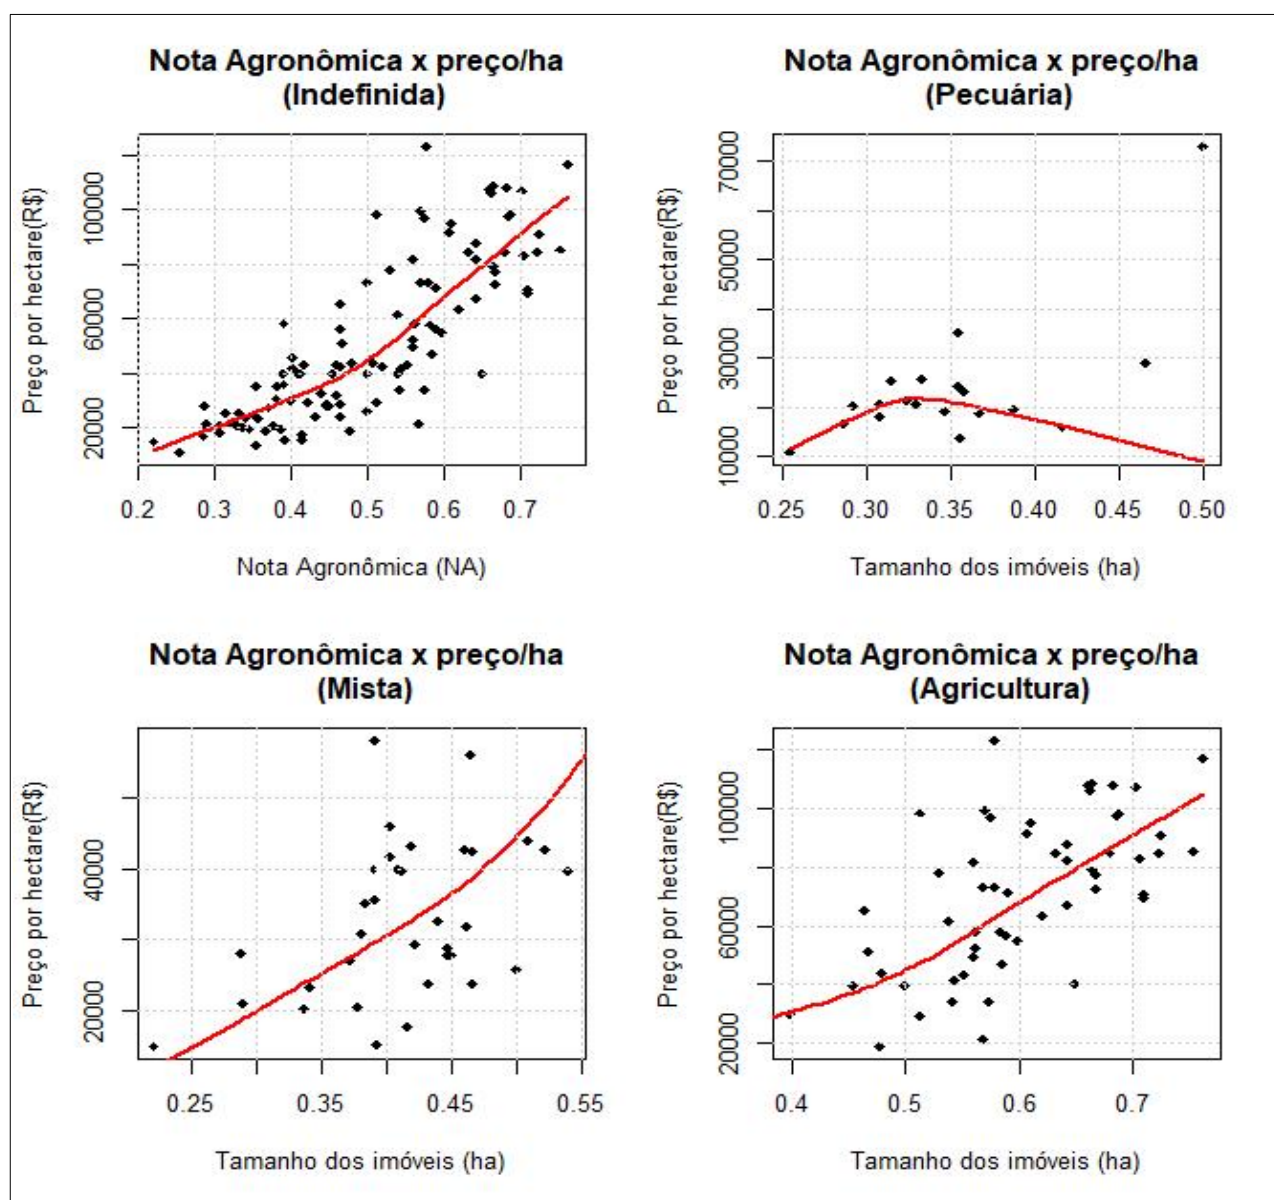 Nota Agronômica x preço/ha
(Indefinida)
Preço por hectare(R$)
100000
60000
20000
0.2 0.3 0.4 0.5 0.6 0.7
Nota Agronômica (NA)
Nota Agronômica x preço/ha
(Pecuária)
Preço por hectare(R$)
70000
50000
30000
10000
0.25 0.30 0.35 0.40 0.45 0.50
Tamanho dos imóveis (ha)
Nota Agronômica x preço/ha
(Mista)
Preço por hectare(R$)
40000
20000
0.25 0.35 0.45 0.55
Tamanho dos imóveis (ha)
Nota Agronômica x preço/ha
(Agricultura)
Preço por hectare(R$)
100000
60000
20000
0.4 0.5 0.6 0.7
Tamanho dos imóveis (ha)